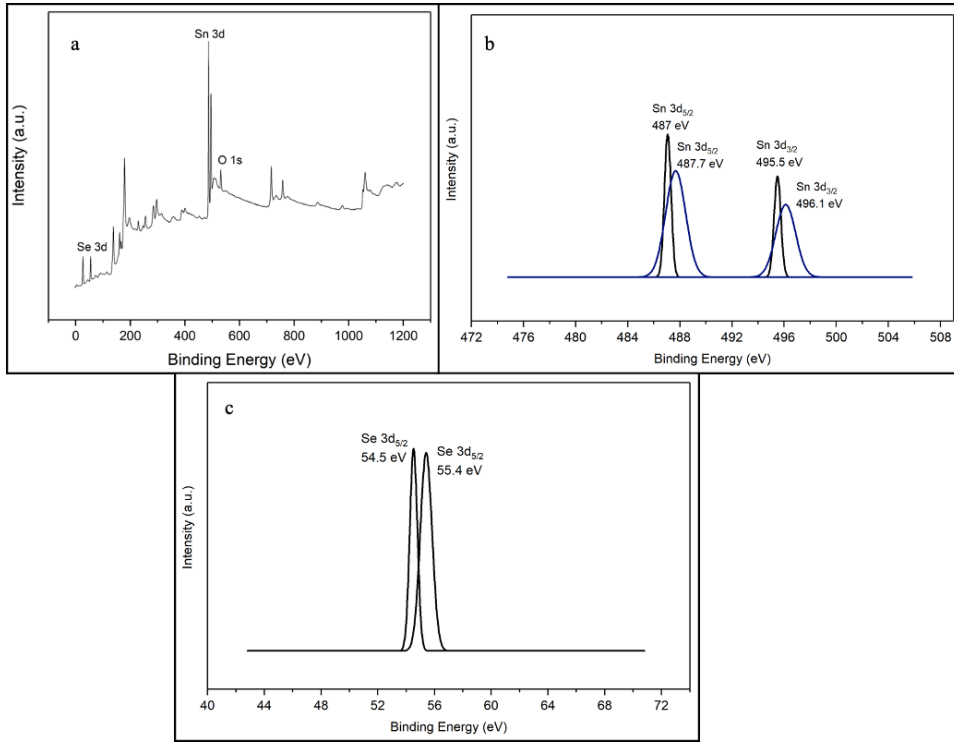 a
Sn 3d
O 1s
Se 3d
Intensity (a.u.)
0 200 400 600 800 1000 1200
Binding Energy (eV)
b
Sn 3d5/2
487 eV
Sn 3d5/2
487.7 eV
Sn 3d3/2
495.5 eV
Sn 3d3/2
496.1 eV
Intensity (a.u.)
472 476 480 484 488 492 496 500 504 508
Binding Energy (eV)
c
Se 3d5/2
54.5 eV
Se 3d5/2
55.4 eV
Intensity (a.u.)
40 44 48 52 56 60 64 68 72
Binding Energy (eV)